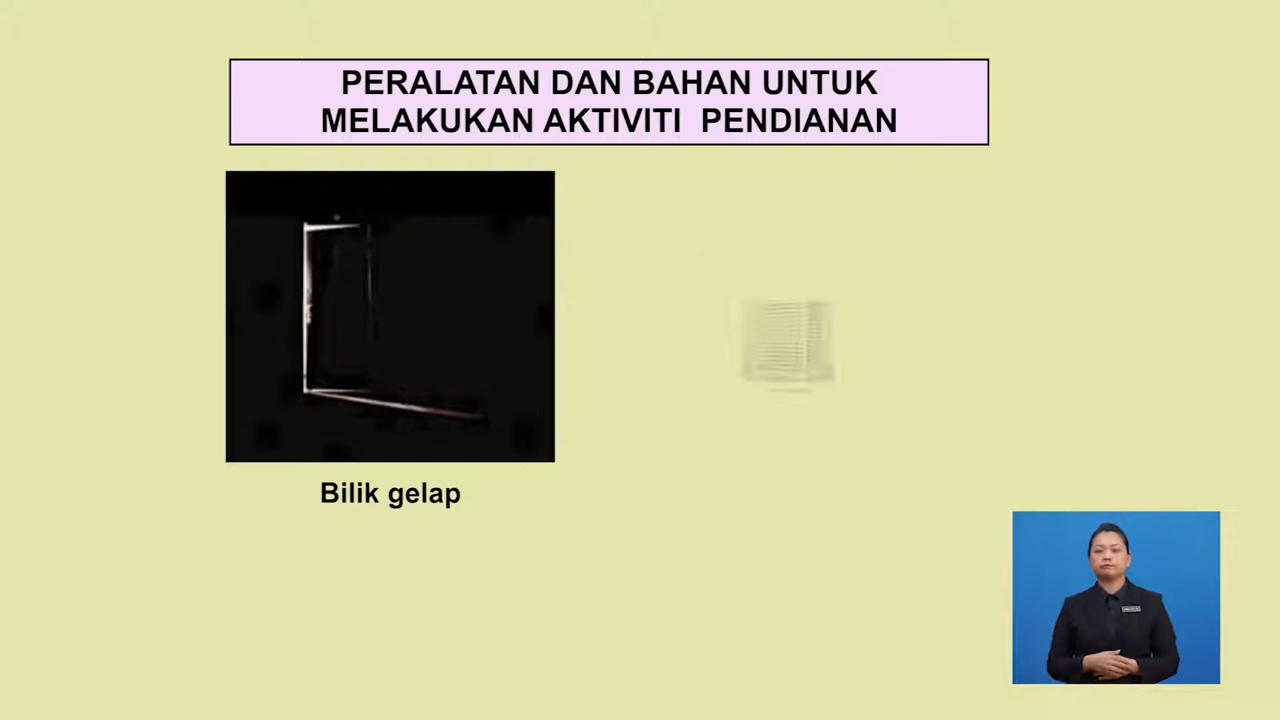 PERALATAN DAN BAHAN UNTUK
MELAKUKAN AKTIVITI PENDIANAN
Bilik gelap